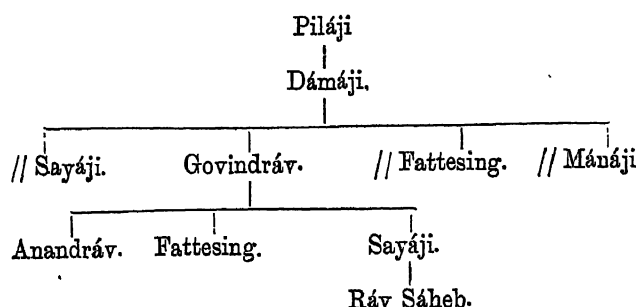 Piláji
Dámáji.
// Sayáji. Govindráv. // Fattesing. // Mánáji
Anandráv. Fattesing. Sayáji.
Ráv Sáheb.